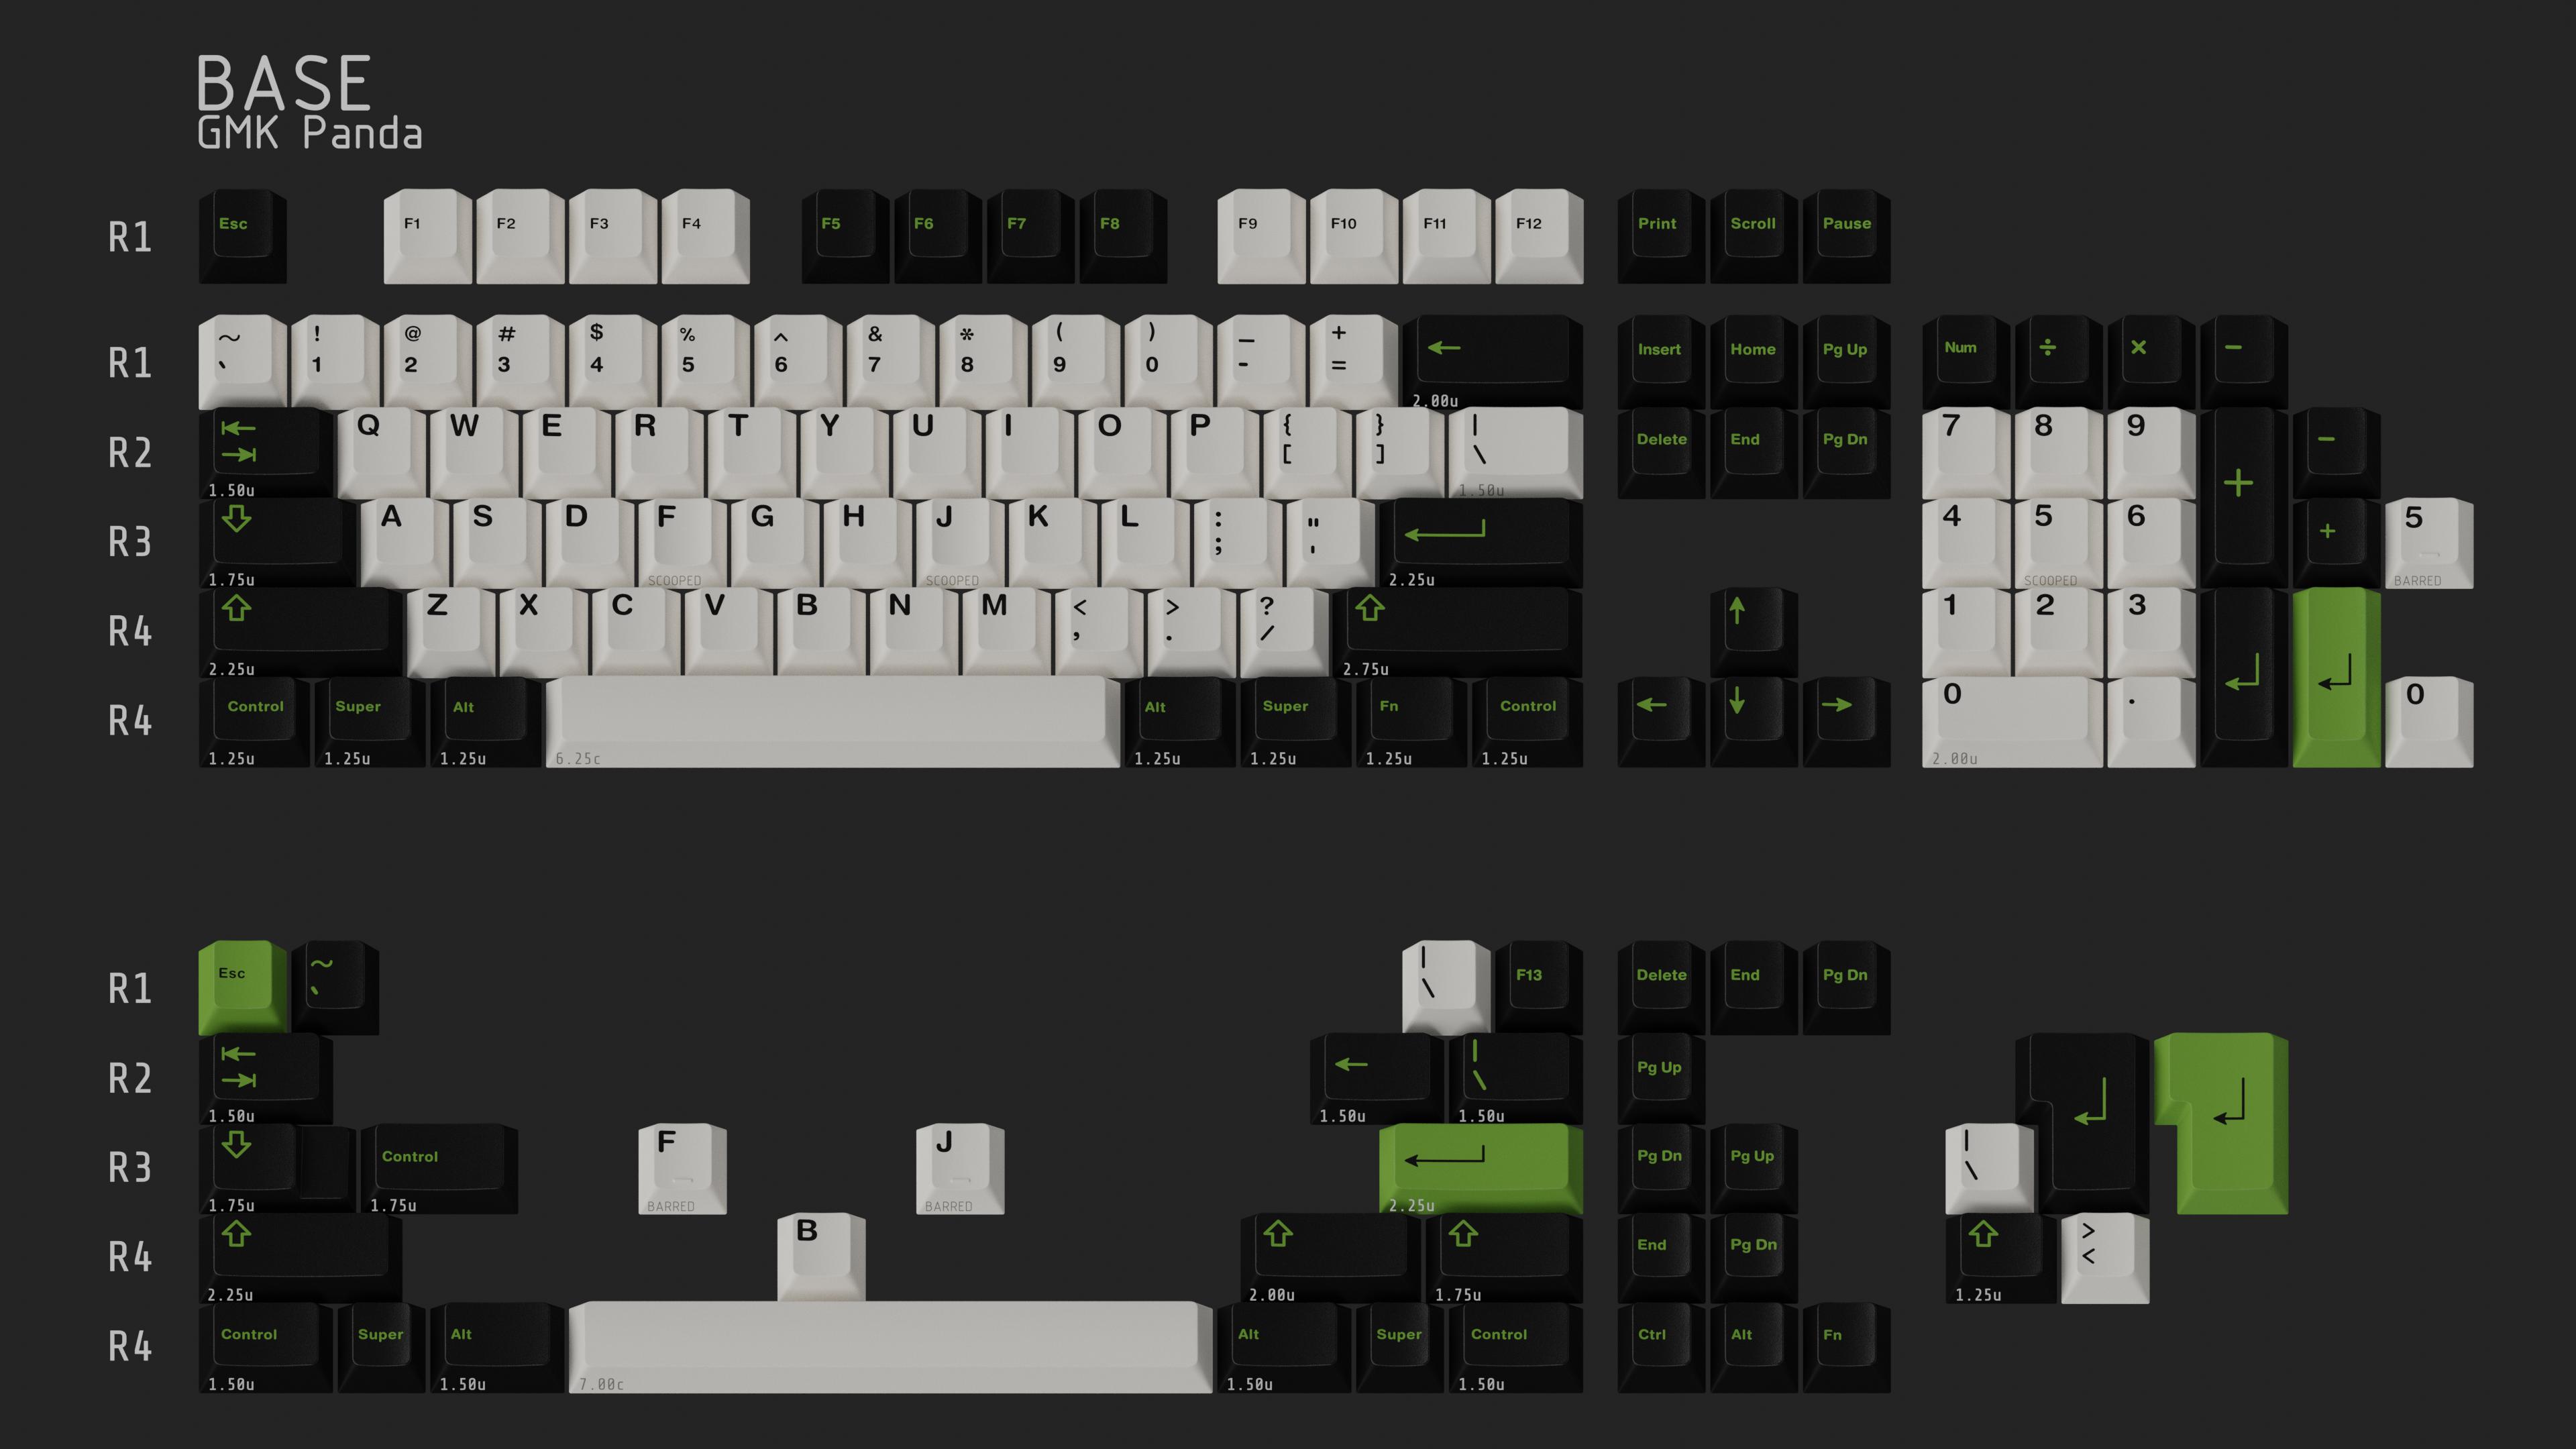 BASE
GMK Panda
R1 Esc F1 F2 F3 F4 F5 F6 F7 F8 F9 F10 F11 F12 Print Scroll Pause
~ ! @ # $ % ^ & * ( ) _ +
R1 ` 1 2 3 4 5 6 7 8 9 0 - = ← Insert Home Pg Up Num ÷ × −
2.00u
Q W E R T Y U I O P { } | 7 8 9
R2 [ ] \ Delete End Pg Dn + −
1.50u 1.50u
A S D F G H J K L : " 4 5 6 5
R3 ; ' +
1.75u SCOOPED SCOOPED 2.25u SCOOPED BARRED
Z X C V B N M < > ? 1 2 3
R4 , . /
2.25u 2.75u
0 . 0
R4 Control Super Alt Alt Super Fn Control
1.25u 1.25u 1.25u 6.25c 1.25u 1.25u 1.25u 1.25u 2.00u
~ |
R1 Esc ` \ F13 Delete End Pg Dn
|
R2 \ Pg Up
1.50u 1.50u 1.50u
F J |
R3 Control Pg Dn Pg Up \
1.75u 1.75u BARRED BARRED 2.25u
B >
R4 End Pg Dn <
2.25u 2.00u 1.75u 1.25u
R4 Control Super Alt Alt Super Control Ctrl Alt Fn
1.50u 1.50u 7.00c 1.50u 1.50u